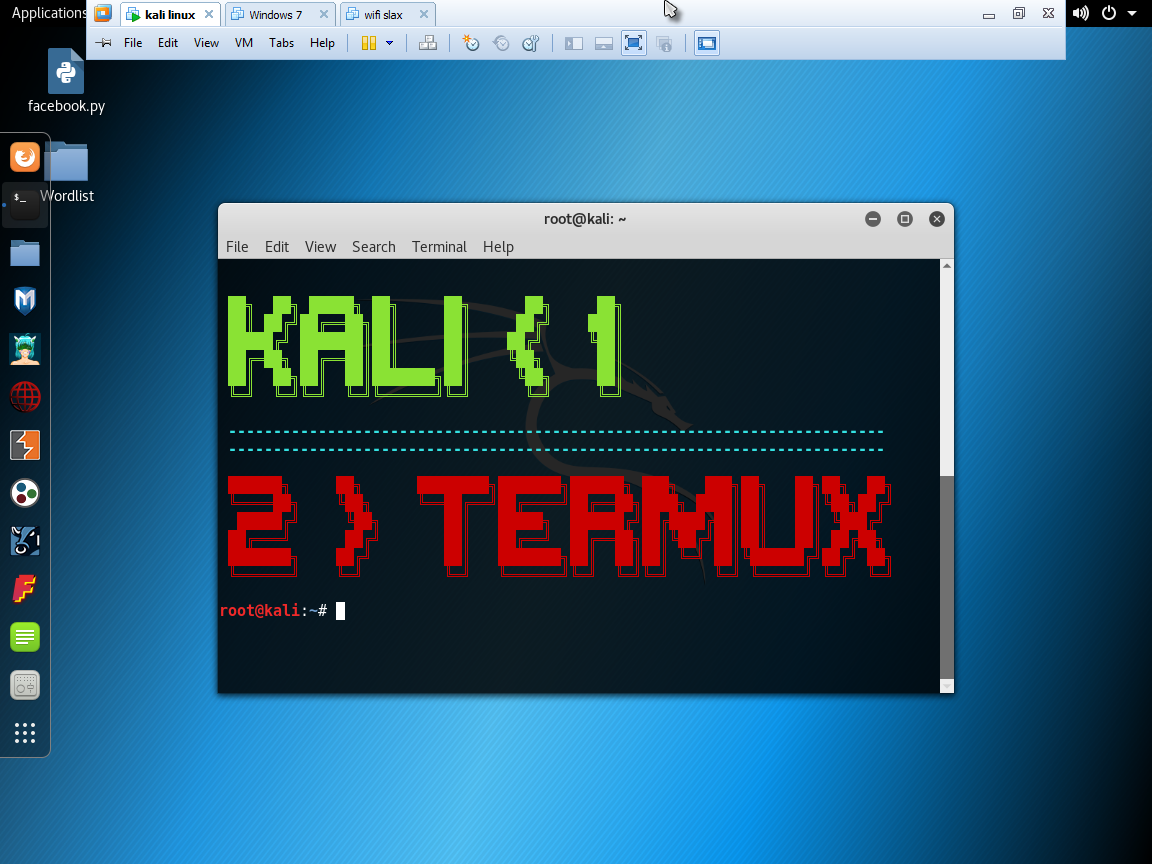 Applications
kali linux
Windows 7
wifi slax
File Edit View VM Tabs Help
facebook.py
Wordlist
$_
root@kali: ~
File Edit View Search Terminal Help
KALI ( 1
--------------------------------------------------------------------------
--------------------------------------------------------------------------
2 ) TERMUX
root@kali:~#